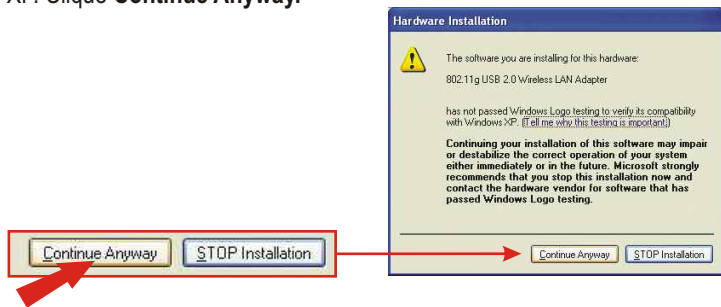 XP. Clique Continue Anyway.
Hardware Installation
The software you are installing for this hardware:
802.11g USB 2.0 Wireless LAN Adapter
has not passed Windows Logo testing to verify its compatibility
with Windows XP. (Tell me why this testing is important.)
Continuing your installation of this software may impair
or destabilize the correct operation of your system
either immediately or in the future. Microsoft strongly
recommends that you stop this installation now and
contact the hardware vendor for software that has
passed Windows Logo testing.
Continue Anyway STOP Installation
Continue Anyway STOP Installation